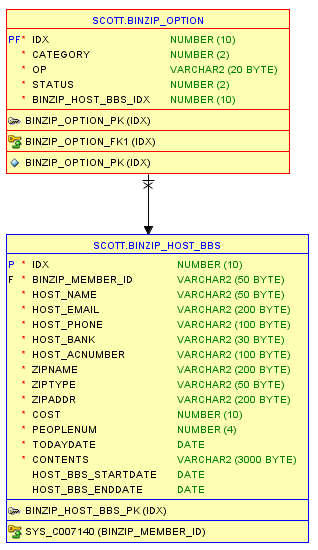 SCOTT.BINZIP_OPTION
PF* IDX NUMBER (10)
* CATEGORY NUMBER (2)
* OP VARCHAR2 (20 BYTE)
* STATUS NUMBER (2)
* BINZIP_HOST_BBS_IDX NUMBER (10)
BINZIP_OPTION_PK (IDX)
BINZIP_OPTION_FK1 (IDX)
BINZIP_OPTION_PK (IDX)
SCOTT.BINZIP_HOST_BBS
P * IDX NUMBER (10)
F * BINZIP_MEMBER_ID VARCHAR2 (50 BYTE)
* HOST_NAME VARCHAR2 (50 BYTE)
* HOST_EMAIL VARCHAR2 (200 BYTE)
* HOST_PHONE VARCHAR2 (100 BYTE)
* HOST_BANK VARCHAR2 (30 BYTE)
* HOST_ACNUMBER VARCHAR2 (100 BYTE)
* ZIPNAME VARCHAR2 (200 BYTE)
* ZIPTYPE VARCHAR2 (50 BYTE)
* ZIPADDR VARCHAR2 (200 BYTE)
* COST NUMBER (10)
* PEOPLENUM NUMBER (4)
* TODAYDATE DATE
* CONTENTS VARCHAR2 (3000 BYTE)
HOST_BBS_STARTDATE DATE
HOST_BBS_ENDDATE DATE
BINZIP_HOST_BBS_PK (IDX)
SYS_C007140 (BINZIP_MEMBER_ID)